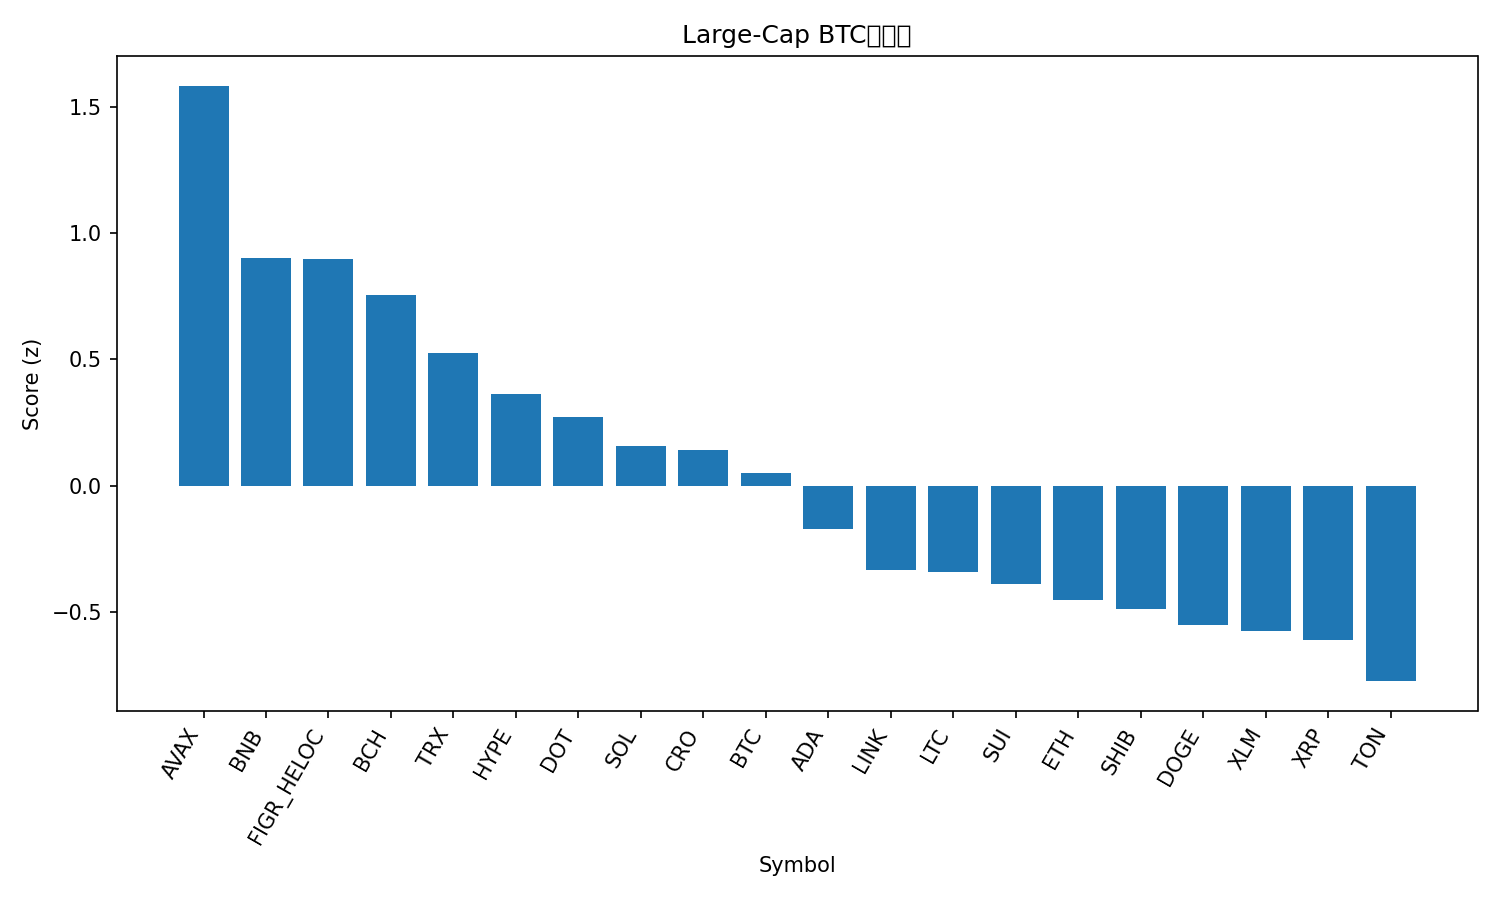 Large-Cap BTC
Score (z)
1.5
1.0
0.5
0.0
−0.5
AVAX
BNB
FIGR_HELOC
BCH
TRX
HYPE
DOT
SOL
CRO
BTC
ADA
LINK
LTC
SUI
ETH
SHIB
DOGE
XLM
XRP
TON
Symbol